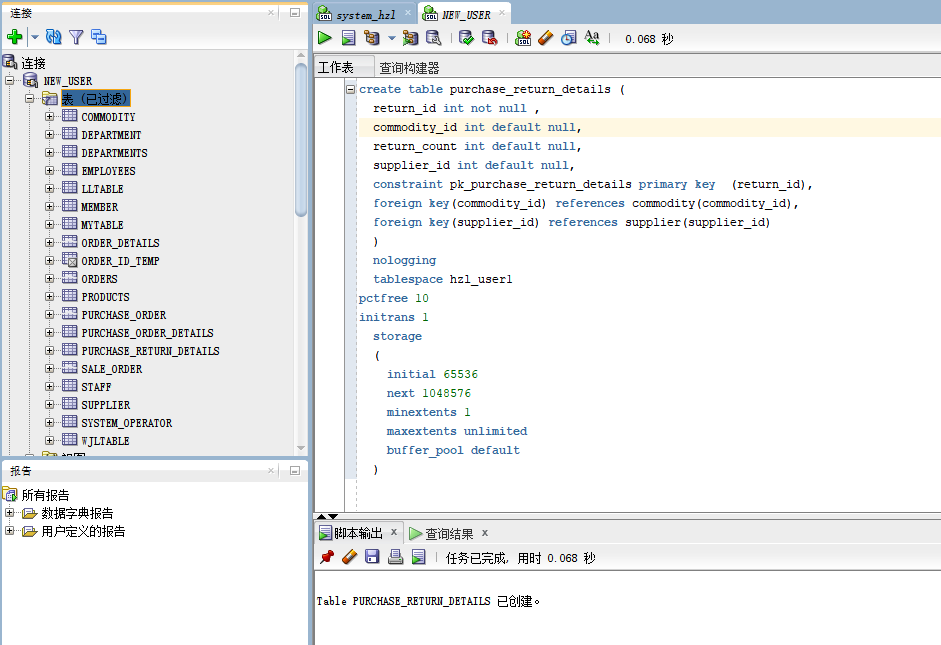 连接
连接
NEW_USER
表 (已过滤)
COMMODITY
DEPARTMENT
DEPARTMENTS
EMPLOYEES
LLTABLE
MEMBER
MYTABLE
ORDER_DETAILS
ORDER_ID_TEMP
ORDERS
PRODUCTS
PURCHASE_ORDER
PURCHASE_ORDER_DETAILS
PURCHASE_RETURN_DETAILS
SALE_ORDER
STAFF
SUPPLIER
SYSTEM_OPERATOR
WJLTABLE
报告
所有报告
数据字典报告
用户定义的报告
system_hzl NEW_USER
0.068 秒
工作表 查询构建器
create table purchase_return_details (
return_id int not null ,
commodity_id int default null,
return_count int default null,
supplier_id int default null,
constraint pk_purchase_return_details primary key (return_id),
foreign key(commodity_id) references commodity(commodity_id),
foreign key(supplier_id) references supplier(supplier_id)
)
nologging
tablespace hzl_user1
pctfree 10
initrans 1
storage
(
initial 65536
next 1048576
minextents 1
maxextents unlimited
buffer_pool default
)
脚本输出 查询结果
任务已完成, 用时 0.068 秒
Table PURCHASE_RETURN_DETAILS 已创建。